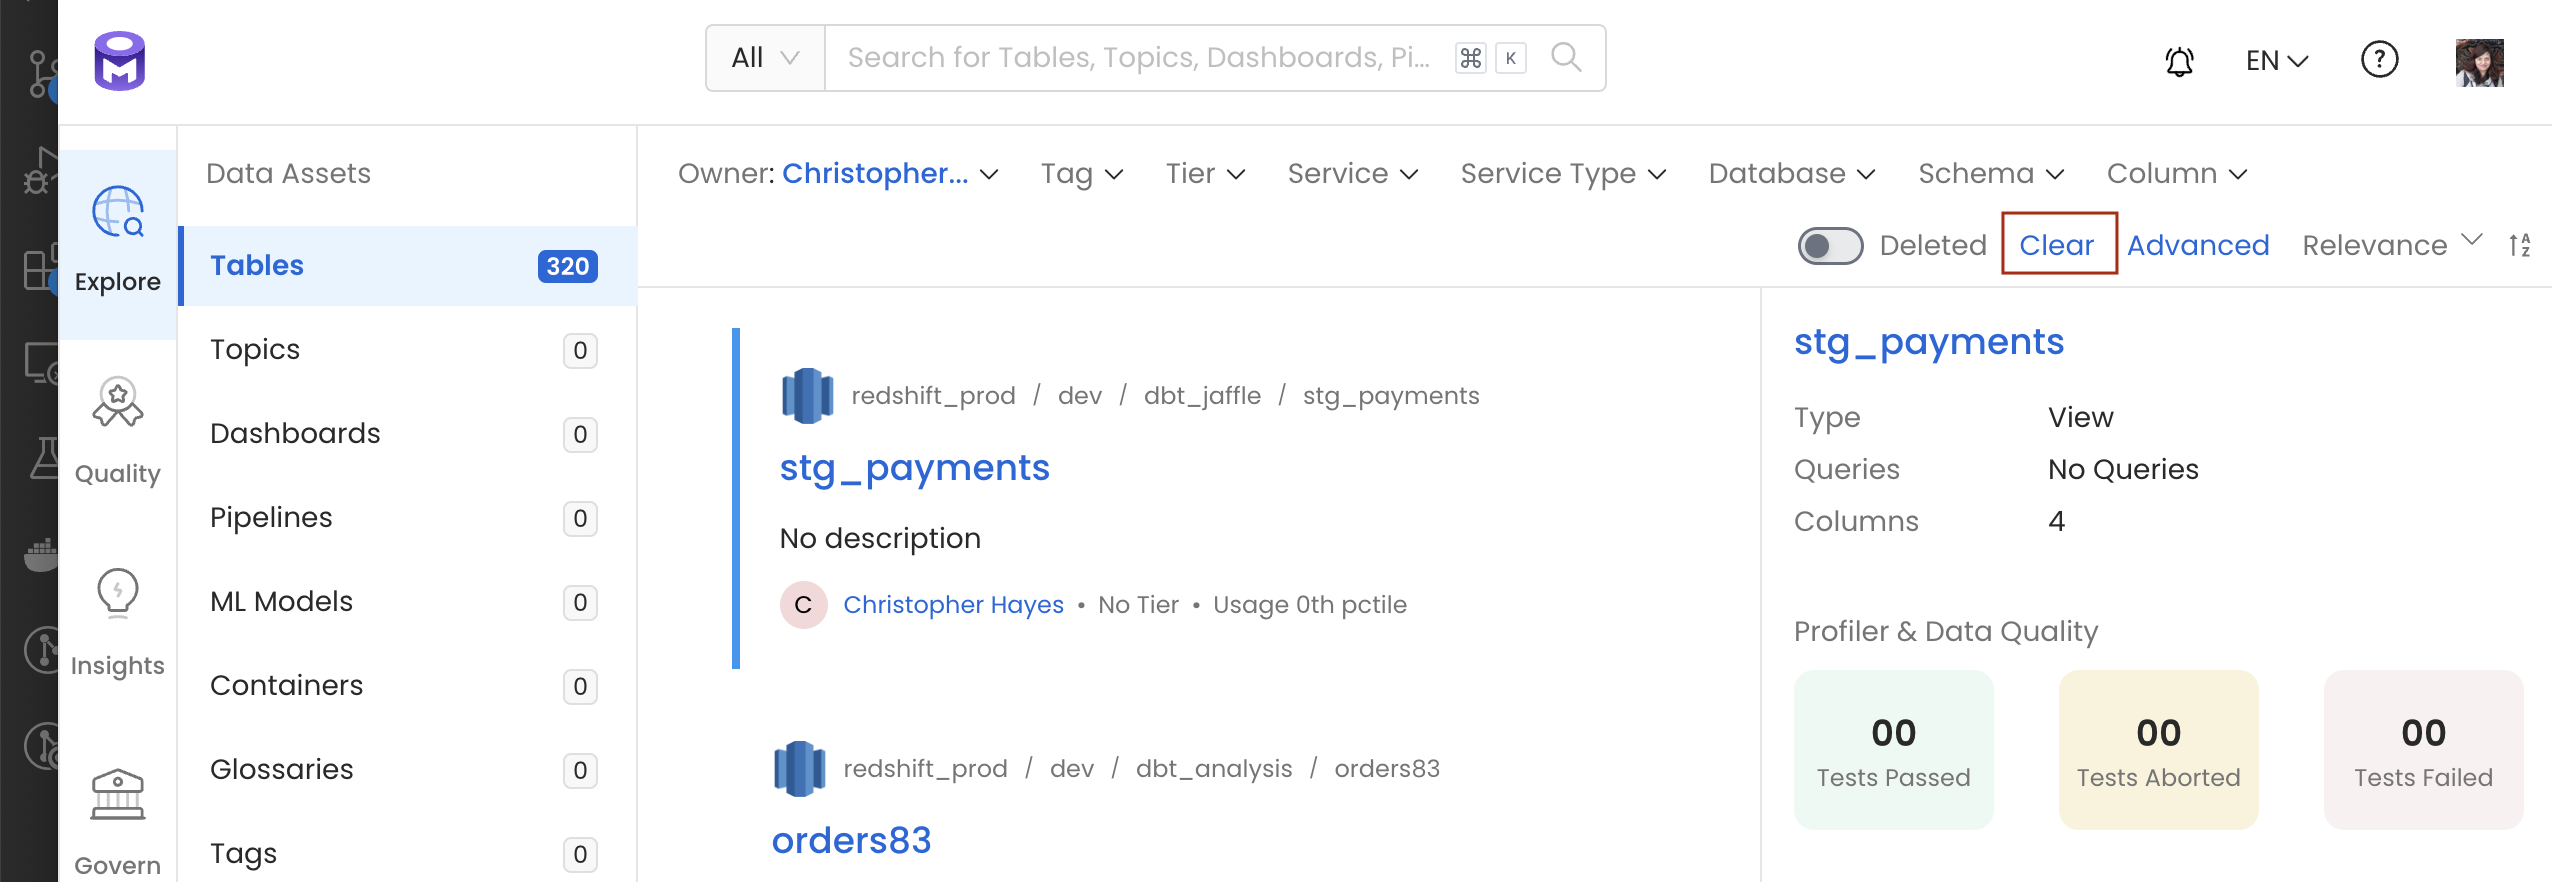 All
Search for Tables, Topics, Dashboards, Pi...
⌘ K
EN
?
Explore
Quality
Insights
Govern
Data Assets
Tables 320
Topics 0
Dashboards 0
Pipelines 0
ML Models 0
Containers 0
Glossaries 0
Tags 0
Owner: Christopher... Tag Tier Service Service Type Database Schema Column
Deleted Clear Advanced Relevance A Z
redshift_prod / dev / dbt_jaffle / stg_payments
stg_payments
No description
C Christopher Hayes • No Tier • Usage 0th pctile
redshift_prod / dev / dbt_analysis / orders83
orders83
stg_payments
Type View
Queries No Queries
Columns 4
Profiler & Data Quality
00 00 00
Tests Passed Tests Aborted Tests Failed